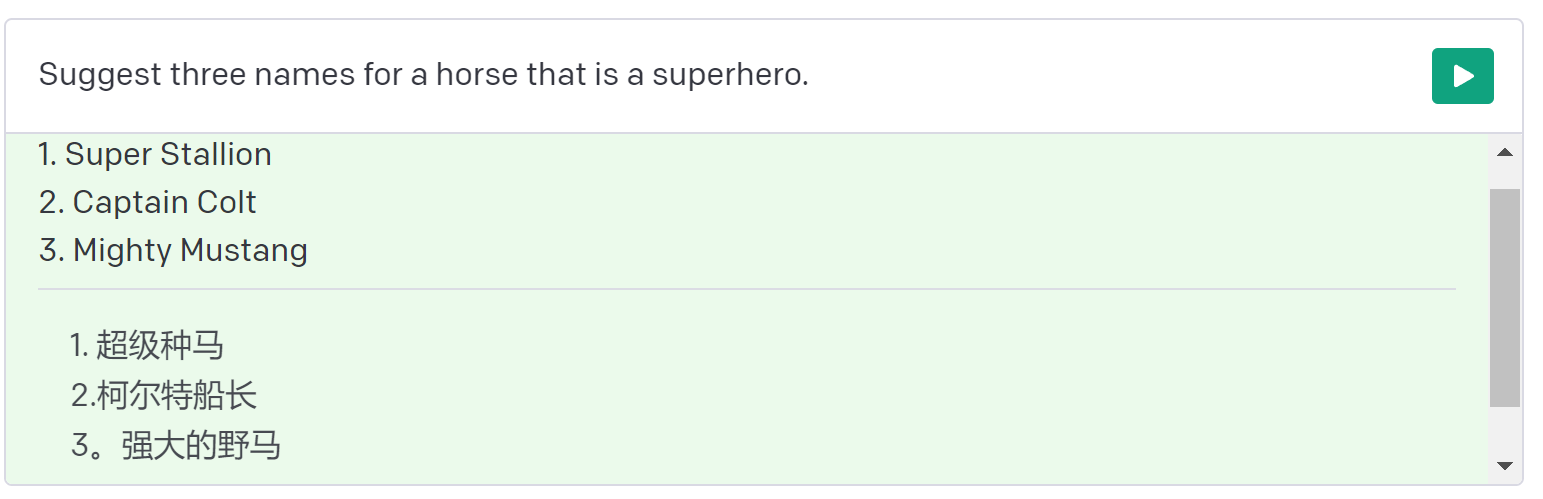 Suggest three names for a horse that is a superhero.
1. Super Stallion
2. Captain Colt
3. Mighty Mustang
1. 超级种马
2.柯尔特船长
3。强大的野马